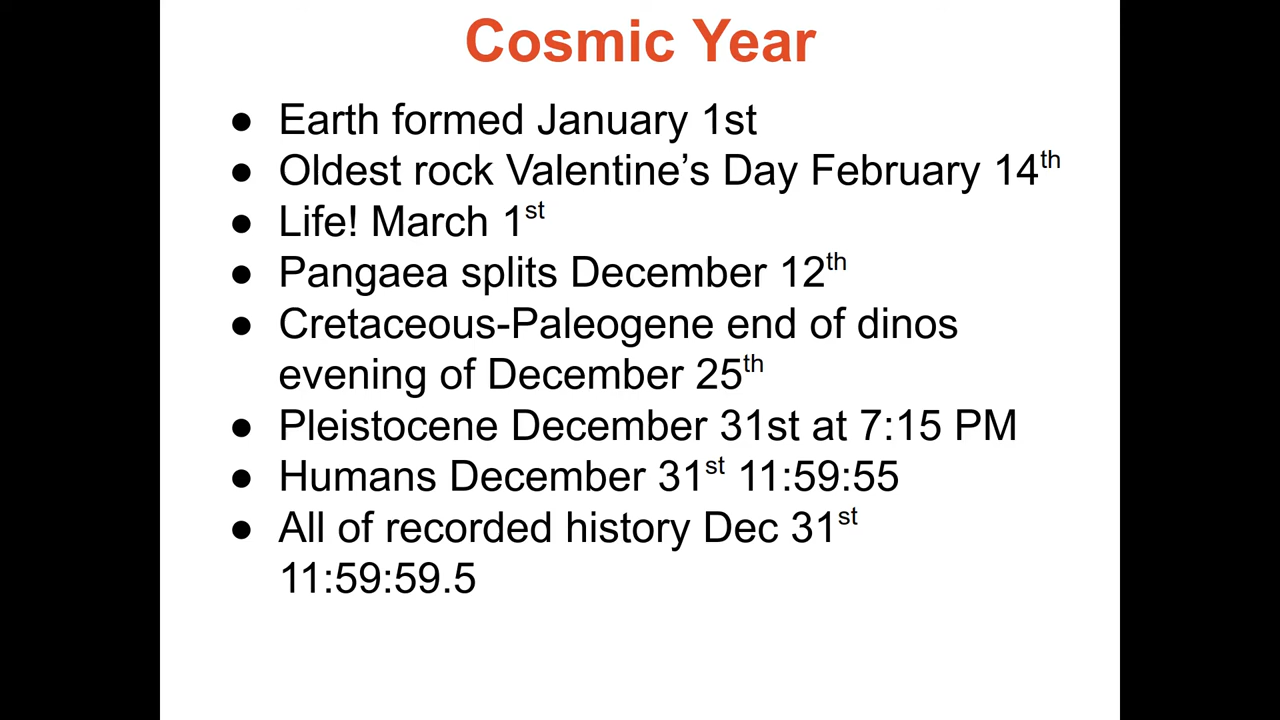 Cosmic Year
● Earth formed January 1st
● Oldest rock Valentine’s Day February 14th
● Life! March 1st
● Pangaea splits December 12th
● Cretaceous-Paleogene end of dinos
evening of December 25th
● Pleistocene December 31st at 7:15 PM
● Humans December 31st 11:59:55
● All of recorded history Dec 31st
11:59:59.5